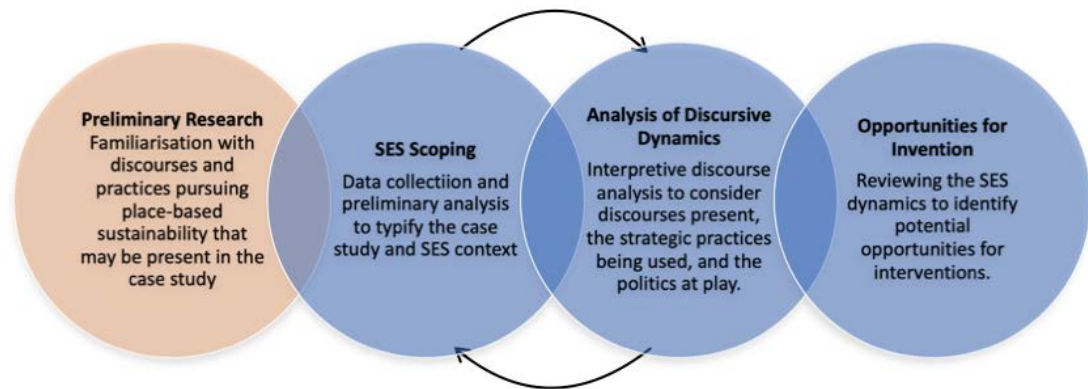 Preliminary Research
Familiarisation with
discourses and
practices pursuing
place-based
sustainability that
may be present in the
case study
SES Scoping
Data collectiion and
preliminary analysis
to typify the case
study and SES context
Analysis of Discursive
Dynamics
Interpretive discourse
analysis to consider
discourses present,
the strategic practices
being used, and the
politics at play.
Opportunities for
Invention
Reviewing the SES
dynamics to identify
potential
opportunities for
interventions.